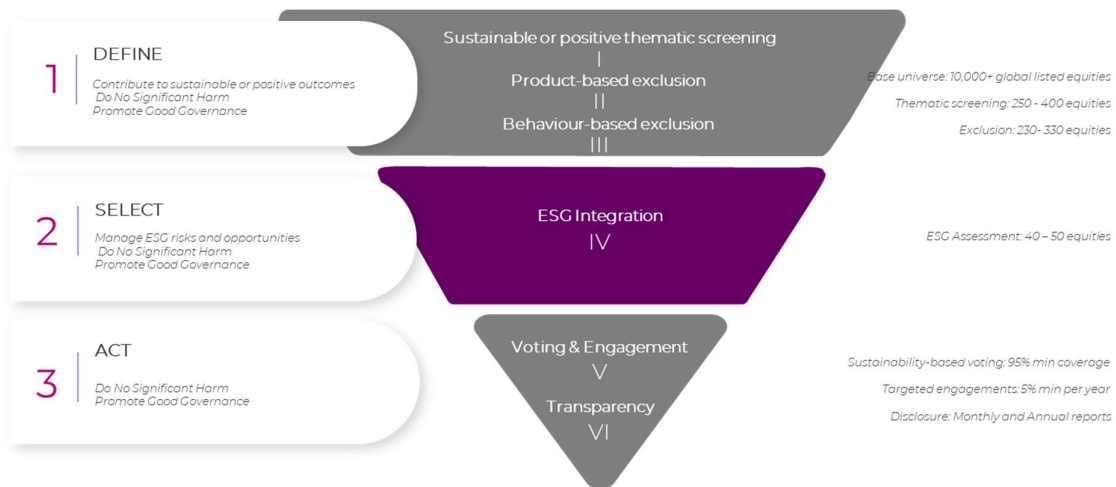 1
DEFINE
Contribute to sustainable or positive outcomes
Do No Significant Harm
Promote Good Governance
Sustainable or positive thematic screening
I
Product-based exclusion
II
Behaviour-based exclusion
III
Base universe: 10,000+ global listed equities
Thematic screening: 250 - 400 equities
Exclusion: 230- 330 equities
2
SELECT
Manage ESG risks and opportunities
Do No Significant Harm
Promote Good Governance
ESG Integration
IV
ESG Assessment: 40 – 50 equities
3
ACT
Do No Significant Harm
Promote Good Governance
Voting & Engagement
V
Transparency
VI
Sustainability-based voting: 95% min coverage
Targeted engagements: 5% min per year
Disclosure: Monthly and Annual reports